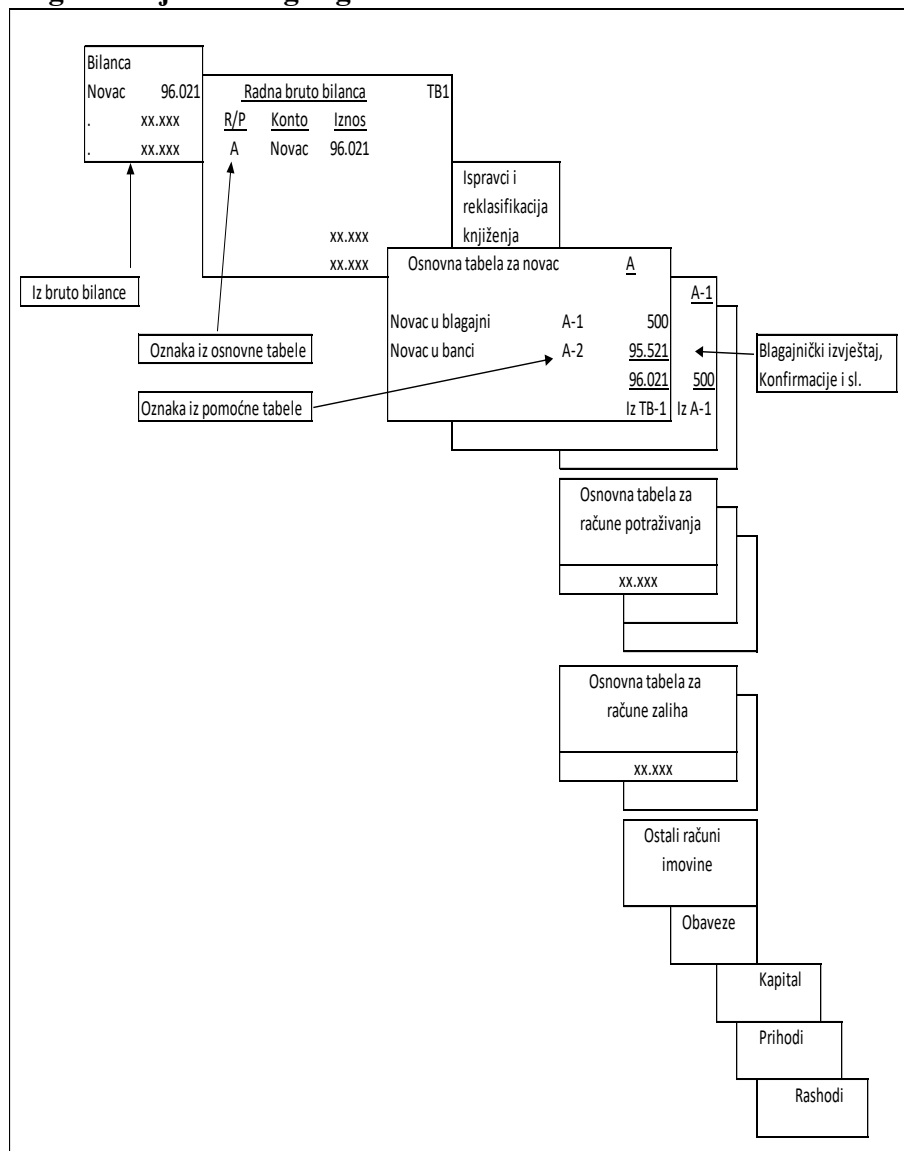 Bilanca
Novac 96.021
. xx.xxx
. xx.xxx
Radna bruto bilanca TB1
R/P Konto Iznos
A Novac 96.021
xx.xxx
xx.xxx
Ispravci i
reklasifikacija
knjiženja
Iz bruto bilance
Oznaka iz osnovne tabele
Oznaka iz pomoćne tabele
Osnovna tabela za novac A
Novac u blagajni A-1 500
Novac u banci A-2 95.521
96.021
Iz TB-1
A-1
500
Iz A-1
Blagajnički izvještaj,
Konfirmacije i sl.
Osnovna tabela za
račune potraživanja
xx.xxx
Osnovna tabela za
račune zaliha
xx.xxx
Ostali računi
imovine
Obaveze
Kapital
Prihodi
Rashodi